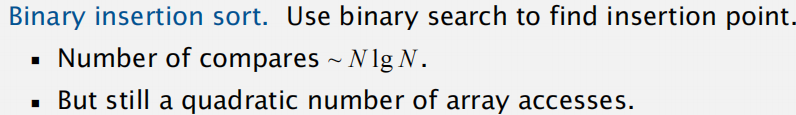 Binary insertion sort. Use binary search to find insertion point.
▪ Number of compares ~ N lg N.
▪ But still a quadratic number of array accesses.